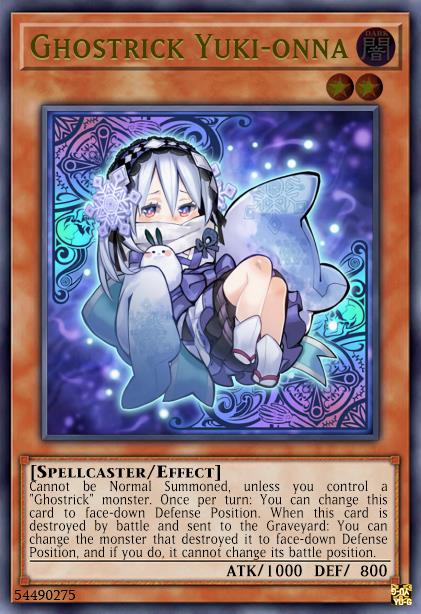 Ghostrick Yuki-onna
DARK
闇
[Spellcaster/Effect]
Cannot be Normal Summoned, unless you control a
"Ghostrick" monster. Once per turn: You can change this
card to face-down Defense Position. When this card is
destroyed by battle and sent to the Graveyard: You can
change the monster that destroyed it to face-down Defense
Position, and if you do, it cannot change its battle position.
ATK/1000 DEF/ 800
54490275